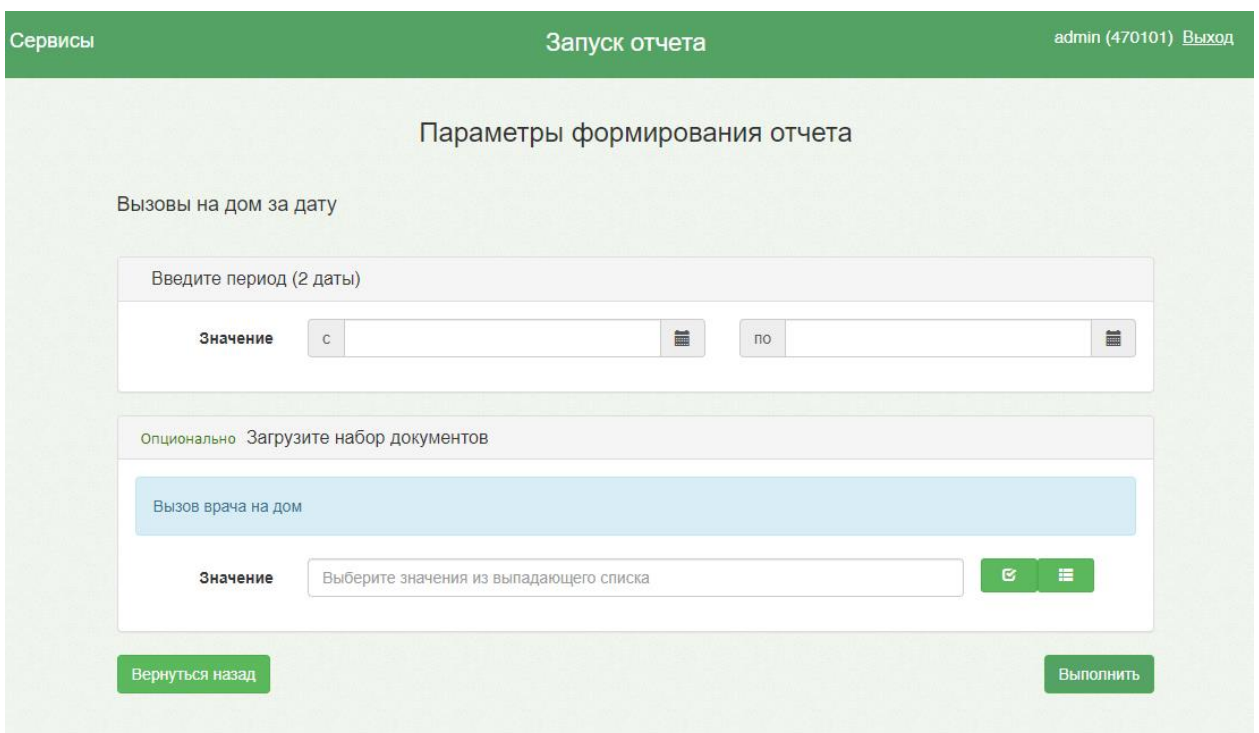 Сервисы Запуск отчета admin (470101) Выход
Параметры формирования отчета
Вызовы на дом за дату
Введите период (2 даты)
Значение с по
Опционально Загрузите набор документов
Вызов врача на дом
Значение Выберите значения из выпадающего списка
Вернуться назад Выполнить